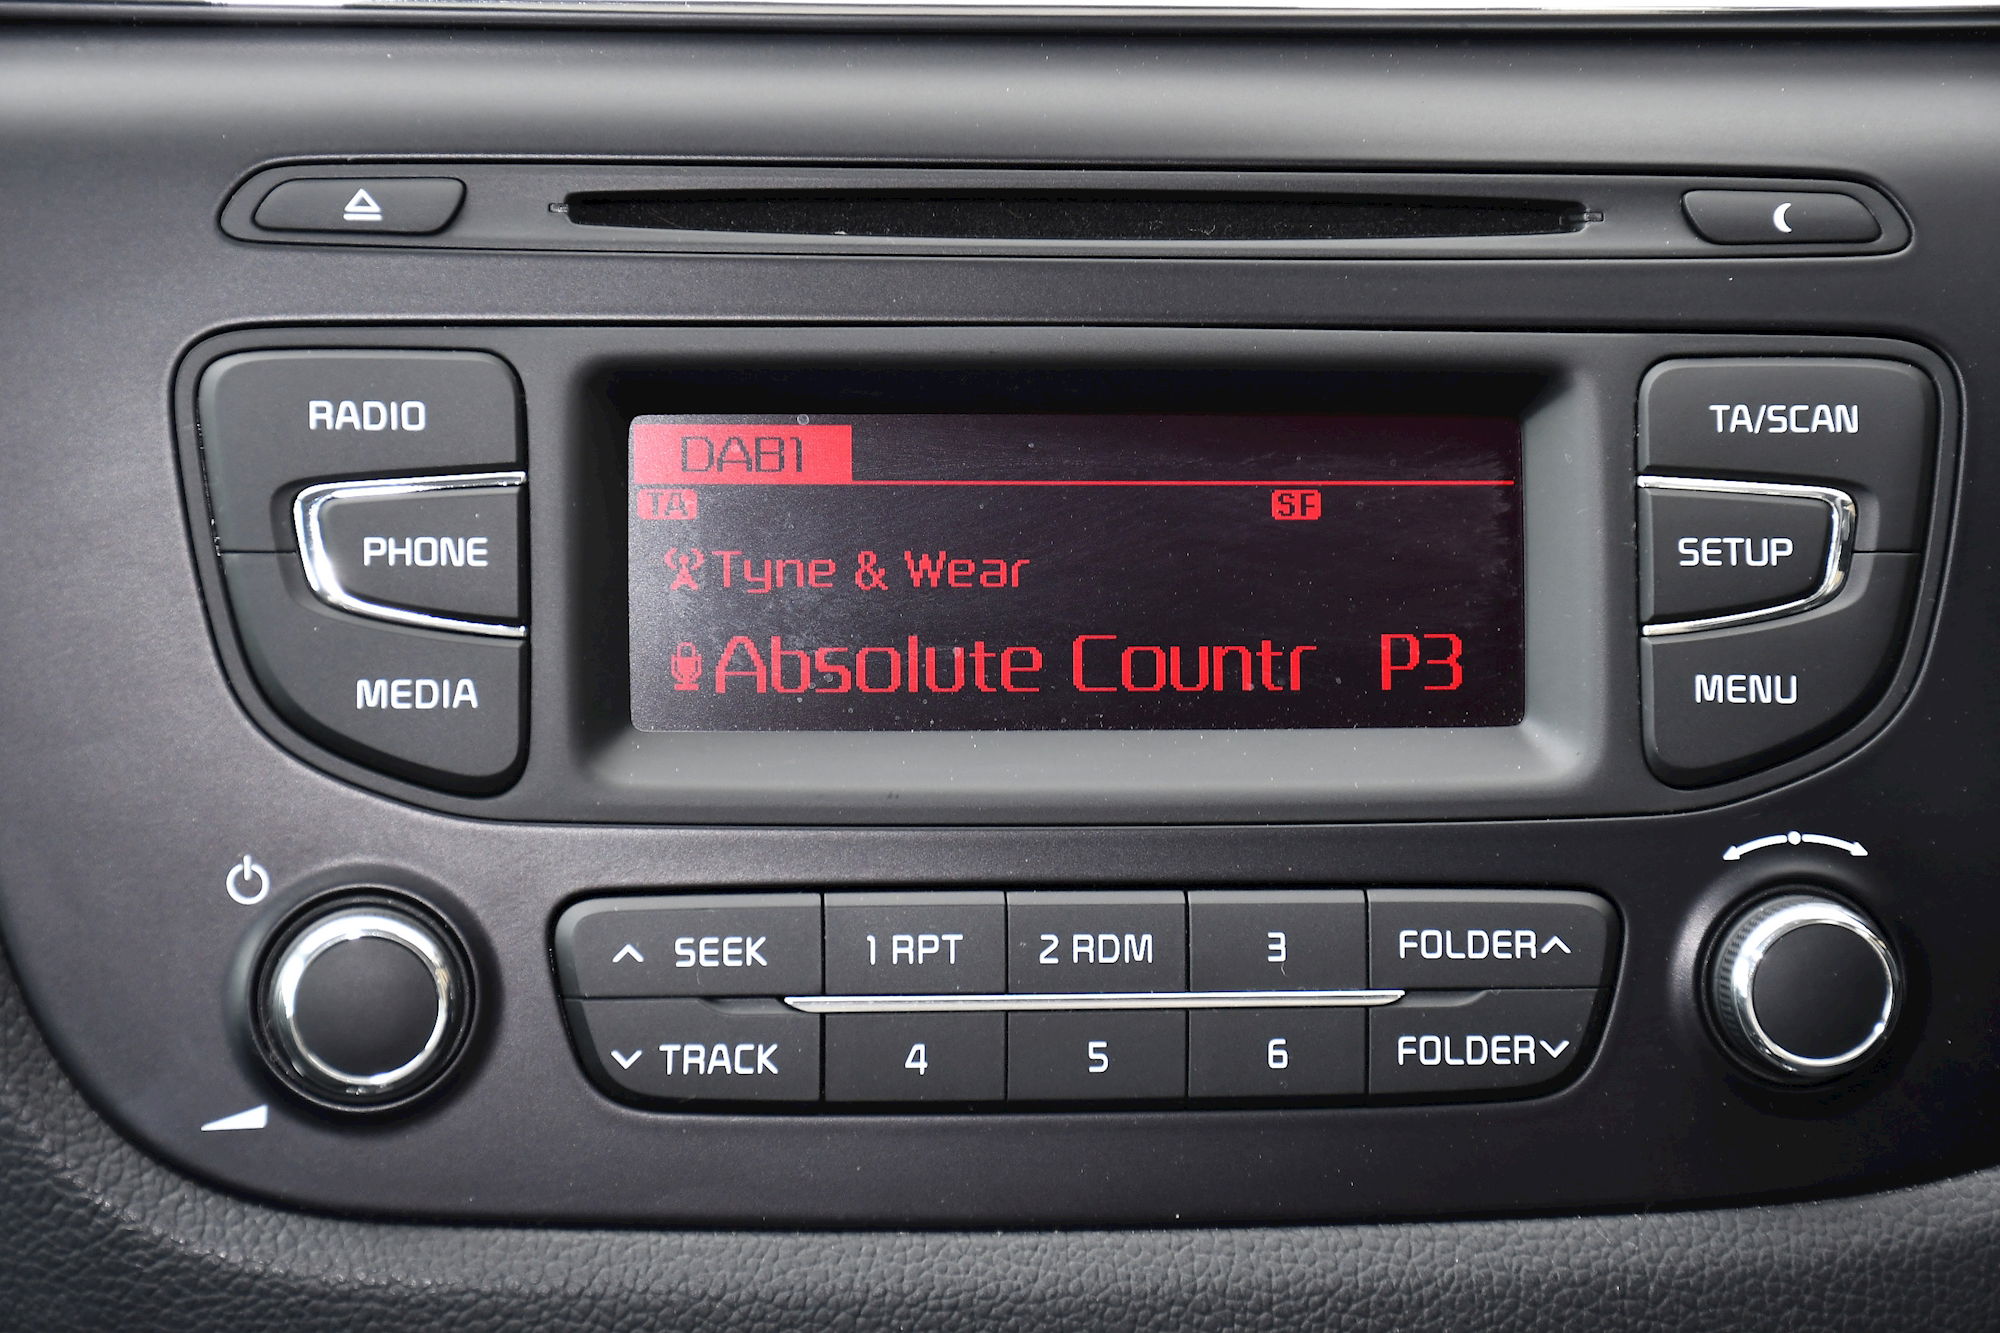 RADIO
PHONE
MEDIA
DAB1
TA SF
Tyne & Wear
Absolute Countr P3
TA/SCAN
SETUP
MENU
SEEK 1 RPT 2 RDM 3 FOLDER
TRACK 4 5 6 FOLDER